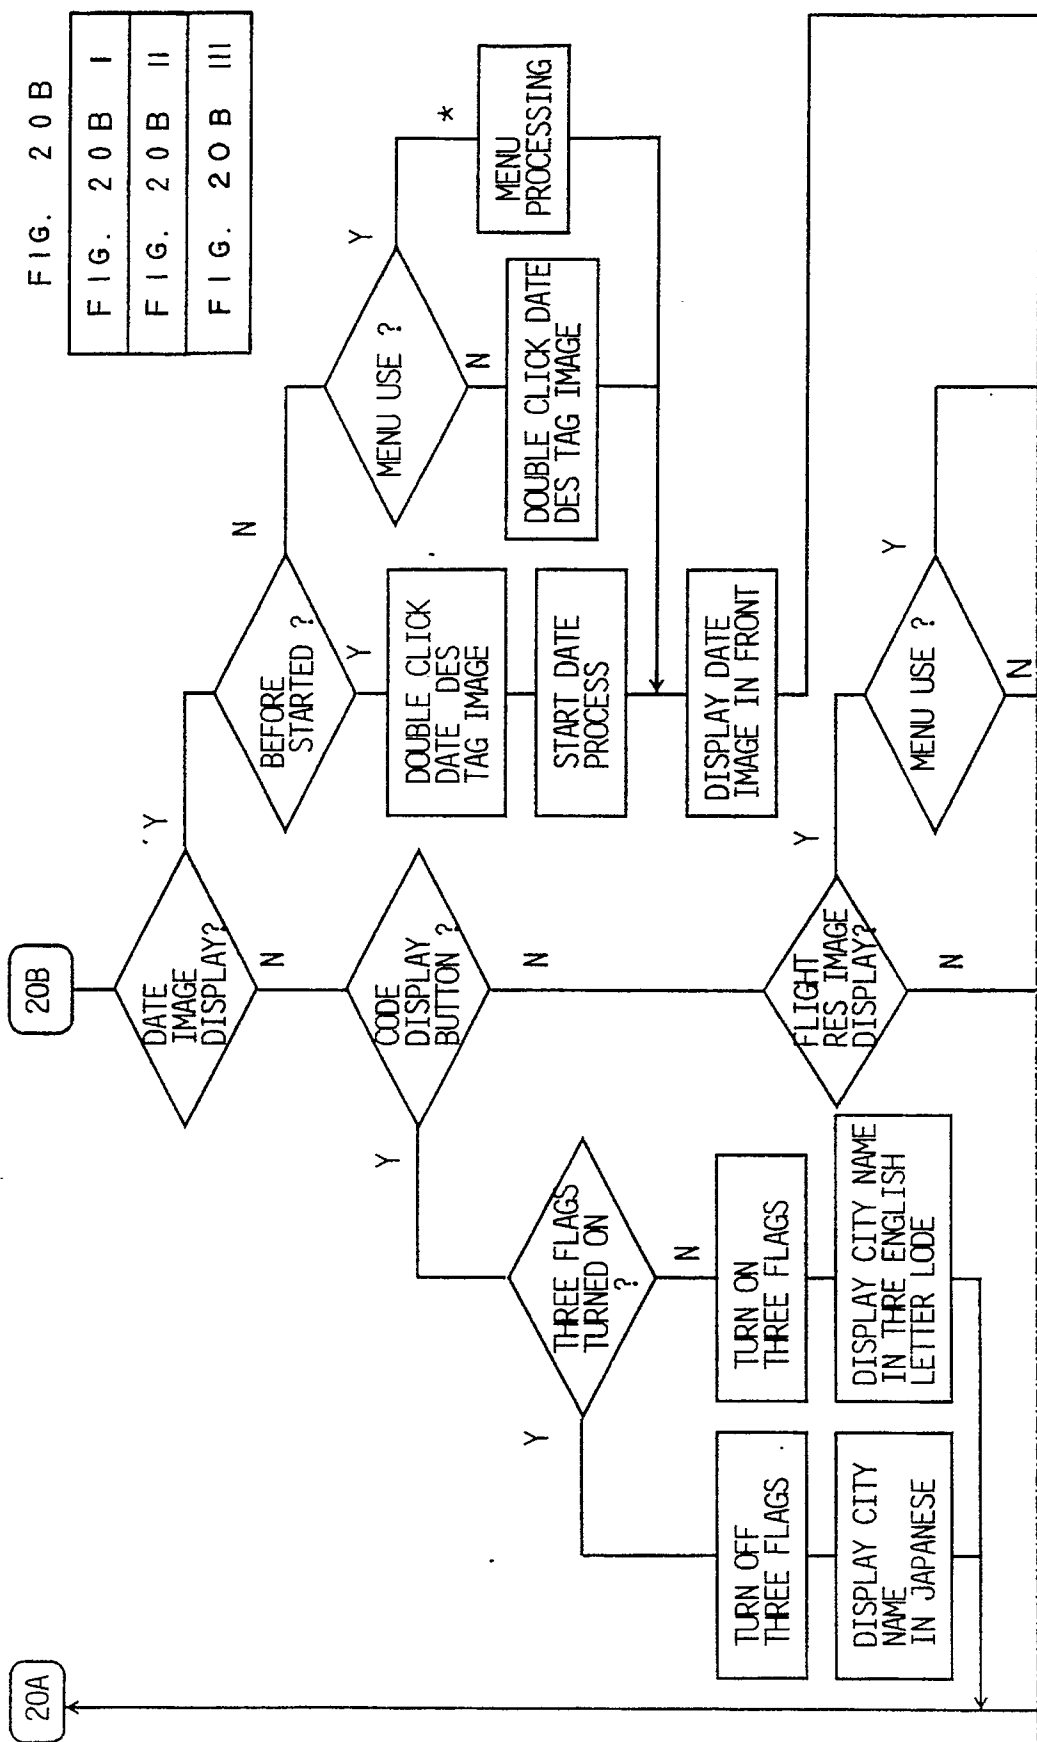 FIG. 20B
FIG. 20B I
FIG. 20B II
FIG. 20B III
20A
20B
DATE
IMAGE
DISPLAY?
Y
N
BEFORE
STARTED ?
N
Y
MENU USE ?
Y
N
*
MENU
PROCESSING
DOUBLE CLICK DATE
DES TAG IMAGE
DOUBLE CLICK
DATE DES
TAG IMAGE
START DATE
PROCESS
DISPLAY DATE
IMAGE IN FRONT
CODE
DISPLAY
BUTTON ?
Y
N
THREE FLAGS
TURNED ON
?
Y
N
TURN OFF
THREE FLAGS
TURN ON
THREE FLAGS
DISPLAY CITY
NAME
IN JAPANESE
DISPLAY CITY NAME
IN THRE ENGLISH
LETTER LODE
FLIGHT
RES IMAGE
DISPLAY?
Y
N
MENU USE ?
Y
N